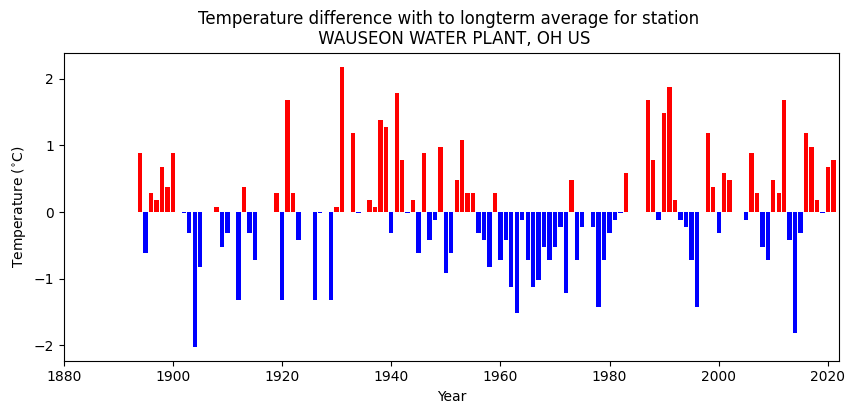 Temperature difference with to longterm average for station
WAUSEON WATER PLANT, OH US
2
1
0
−1
−2
Temperature (°C)
1880 1900 1920 1940 1960 1980 2000 2020
Year